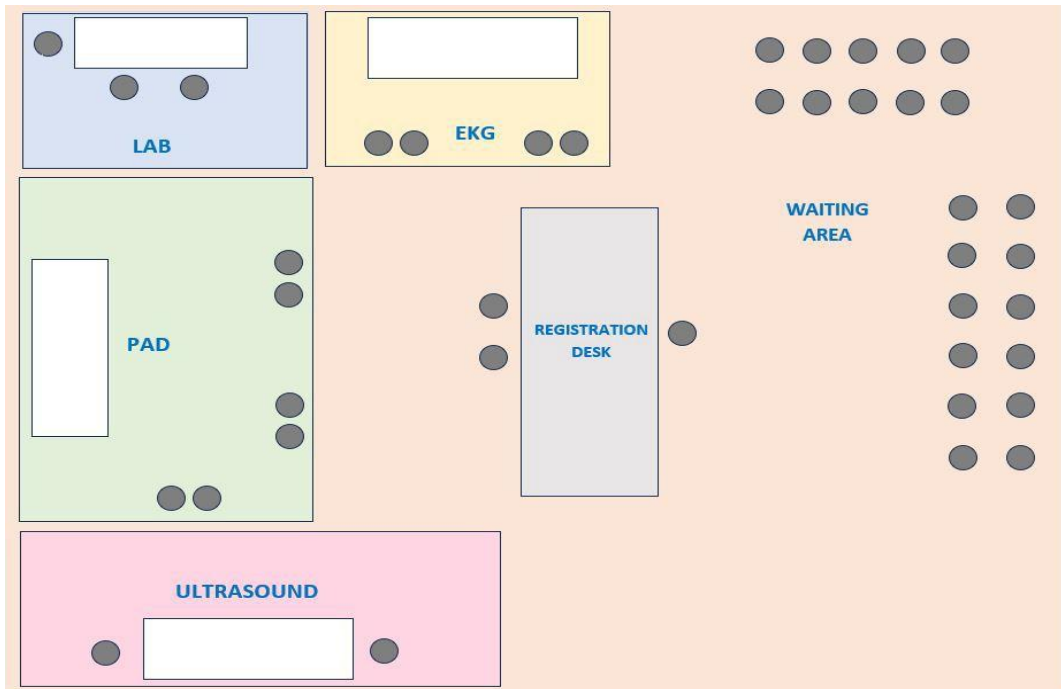 LAB
EKG
WAITING
AREA
REGISTRATION
DESK
PAD
ULTRASOUND